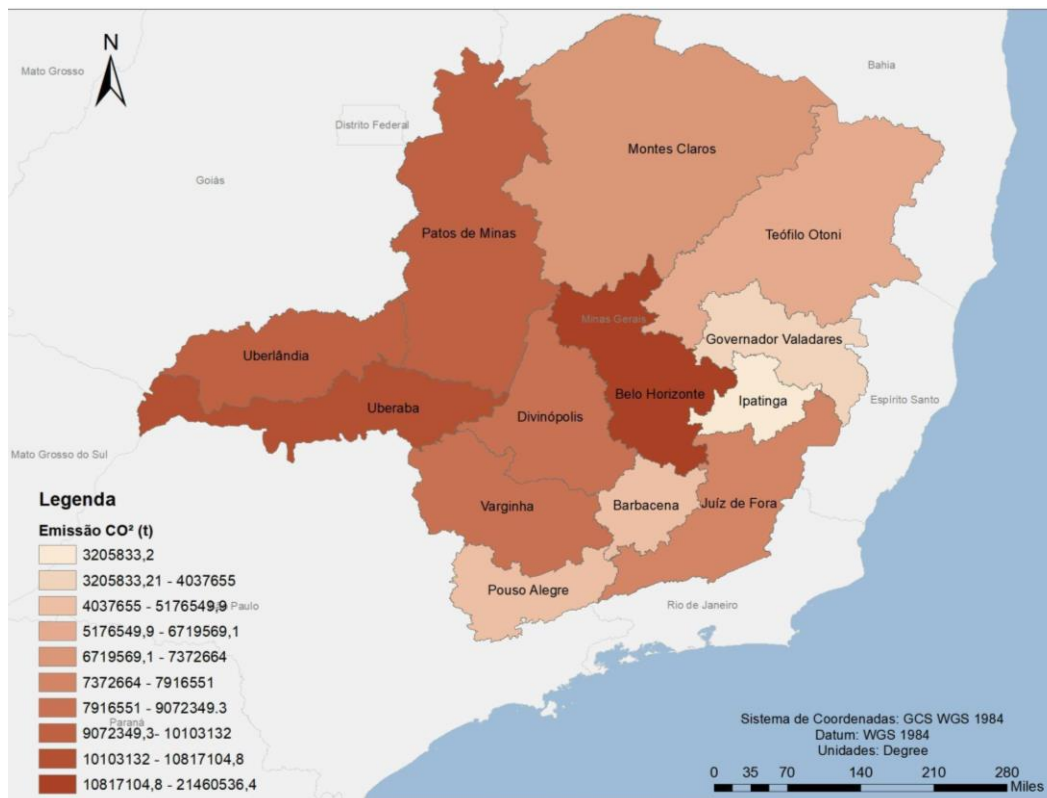 N
Mato Grosso
Bahia
Distrito Federal
Montes Claros
Goiás
Patos de Minas
Teófilo Otoni
Minas Gerais
Governador Valadares
Uberlândia
Belo Horizonte
Ipatinga
Espírito Santo
Uberaba
Divinópolis
Mato Grosso do Sul
Varginha
Barbacena
Juíz de Fora
Pouso Alegre
Rio de Janeiro
Paulo
Paraná
Legenda
Emissão CO² (t)
3205833,2
3205833,21 - 4037655
4037655 - 5176549,9
5176549,9 - 6719569,1
6719569,1 - 7372664
7372664 - 7916551
7916551 - 9072349.3
9072349,3- 10103132
10103132 - 10817104,8
10817104,8 - 21460536,4
Sistema de Coordenadas: GCS WGS 1984
Datum: WGS 1984
Unidades: Degree
0 35 70 140 210 280
Miles